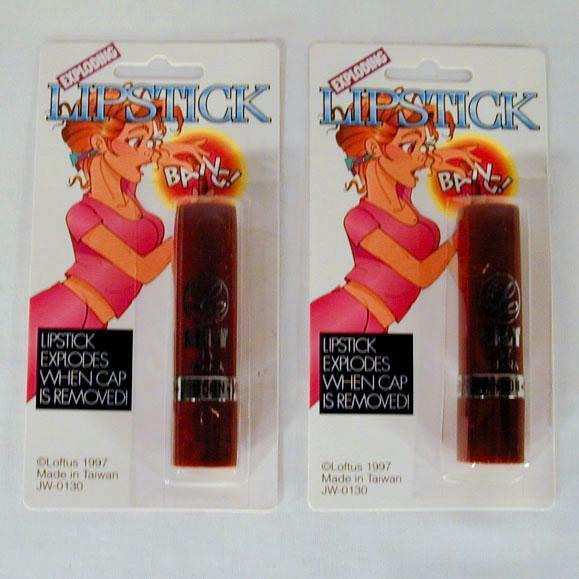 EXPLODING
LIPSTICK
BANG!
LIPSTICK
EXPLODES
WHEN CAP
IS REMOVED!
©Loftus 1997
Made in Taiwan
JW-0130
EXPLODING
LIPSTICK
BANG!
LIPSTICK
EXPLODES
WHEN CAP
IS REMOVED!
©Loftus 1997
Made in Taiwan
JW-0130